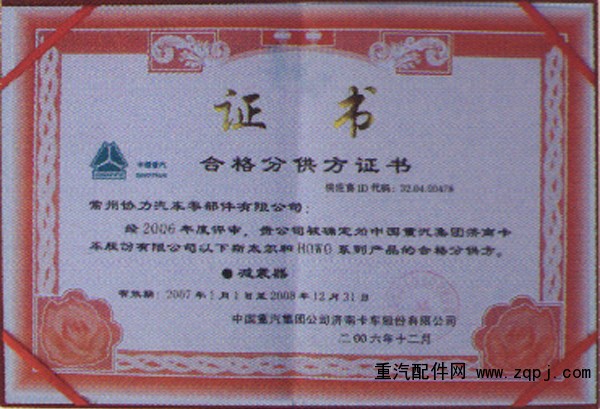 证 书
中国重汽
合格分供方证书
供应商ID代码：32.04.00478
常州协力汽车零部件有限公司：
经2006年度评审，贵公司被确定为中国重汽集团济南卡
车股份有限公司以下斯太尔和HOWO系列产品的合格分供方。
●减震器
有效期：2007年1月1日至2008年12月31日
中国重汽集团公司济南卡车股份有限公司
二00六年十二月
重汽配件网 www.zqpj.com